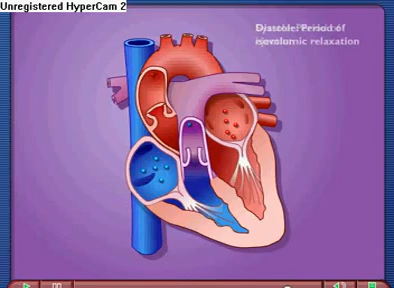 Unregistered HyperCam 2
Diastole: Period of
isovolumic relaxation